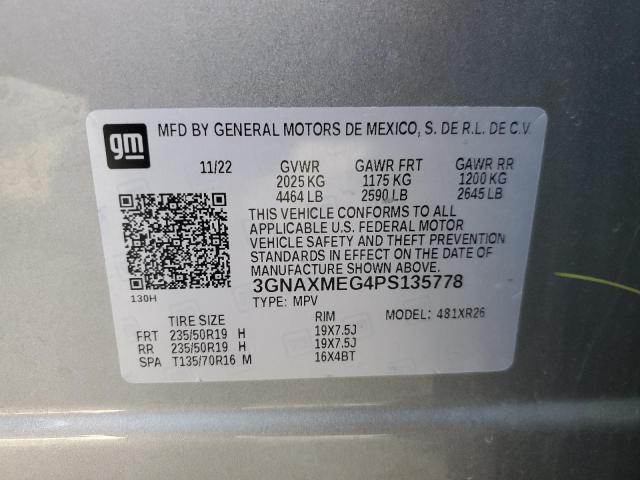 gm
MFD BY GENERAL MOTORS DE MEXICO, S. DE R.L. DE C.V.
11/22 GVWR GAWR FRT GAWR RR
2025 KG 1175 KG 1200 KG
4464 LB 2590 LB 2645 LB
THIS VEHICLE CONFORMS TO ALL
APPLICABLE U.S. FEDERAL MOTOR
VEHICLE SAFETY AND THEFT PREVENTION
STANDARDS IN EFFECT ON THE DATE OF
MANUFACTURE SHOWN ABOVE.
130H
3GNAXMEG4PS135778
TYPE: MPV MODEL: 481XR26
TIRE SIZE RIM
FRT 235/50R19 H 19X7.5J
RR 235/50R19 H 19X7.5J
SPA T135/70R16 M 16X4BT